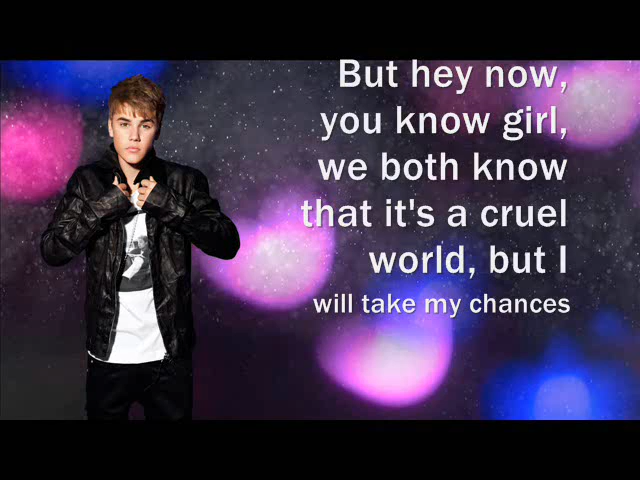 But hey now,
you know girl,
we both know
that it's a cruel
world, but I
will take my chances